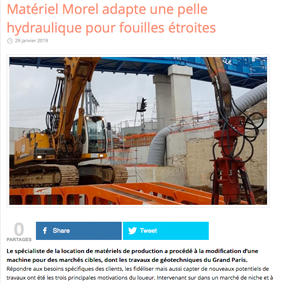 Matériel Morel adapte une pelle
hydraulique pour fouilles étroites
29 janvier 2019
0
PARTAGES
Share
Tweet
Le spécialiste de la location de matériels de production a procédé à la modification d'une
machine pour des marchés cibles, dont les travaux de géotechniques du Grand Paris.
Répondre aux besoins spécifiques des clients, les fidéliser mais aussi capter de nouveaux potentiels de
travaux ont été les trois principales motivations du loueur. Intervenant sur dans un marché de niche et à